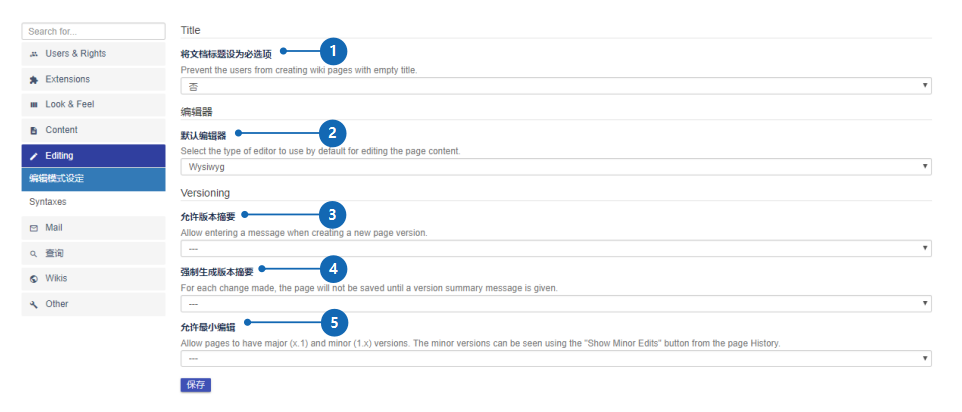 Search for...
Users & Rights
Extensions
Look & Feel
Content
Editing
编辑模式设定
Syntaxes
Mail
查询
Wikis
Other
Title
将文档标题设为必选项
1
Prevent the users from creating wiki pages with empty title.
否
编辑器
默认编辑器
2
Select the type of editor to use by default for editing the page content.
Wysiwyg
Versioning
允许版本摘要
3
Allow entering a message when creating a new page version.
---
强制生成版本摘要
4
For each change made, the page will not be saved until a version summary message is given.
---
允许最小编辑
5
Allow pages to have major (x.1) and minor (1.x) versions. The minor versions can be seen using the "Show Minor Edits" button from the page History.
---
保存